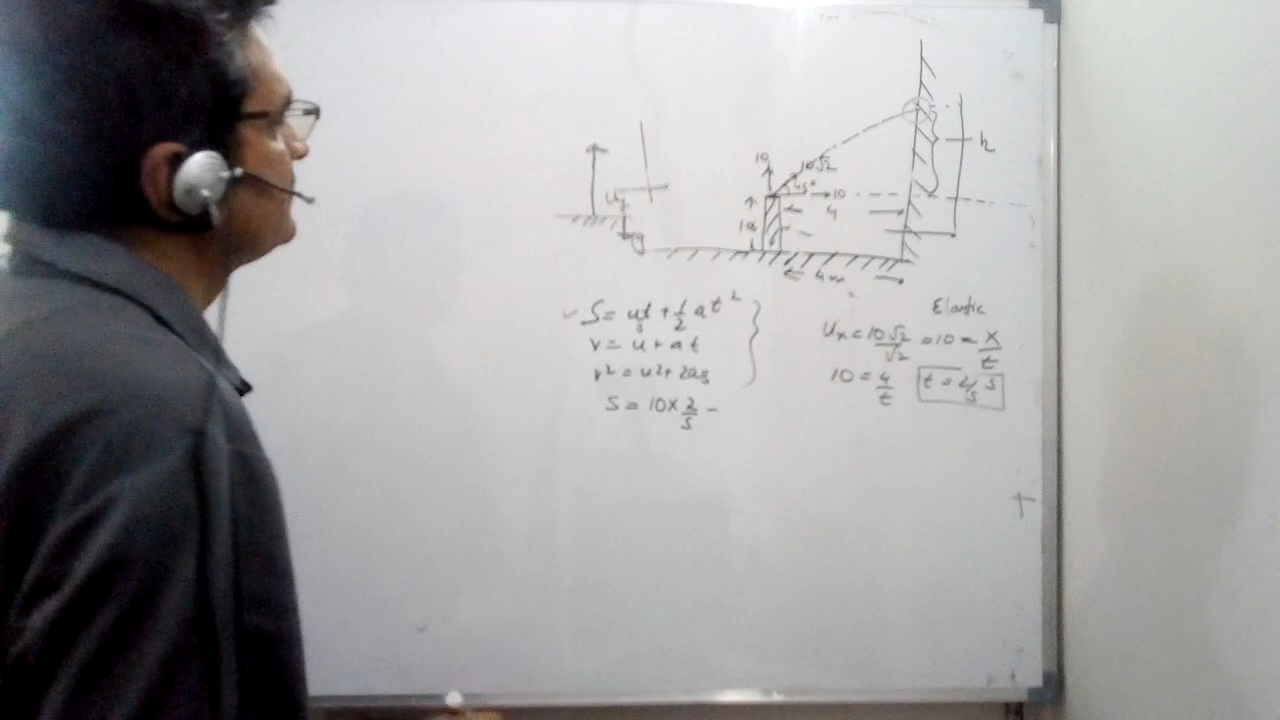 10
10√2
45°
10
h
4
4m
S = ut + 1/2 at²
v = u + at
v² = u² + 2as
S = 10 × 2/5 –
Elastic
Ux = 10√2/√2 = 10 = x/t
10 = 4/t
t = 2/5 s